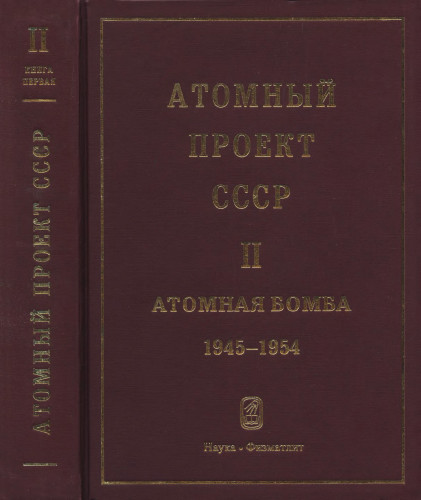 II
КНИГА
ПЕРВАЯ
АТОМНЫЙ ПРОЕКТ СССР
АТОМНЫЙ
ПРОЕКТ
СССР
II
АТОМНАЯ БОМБА
1945–1954
Наука - Физматлит